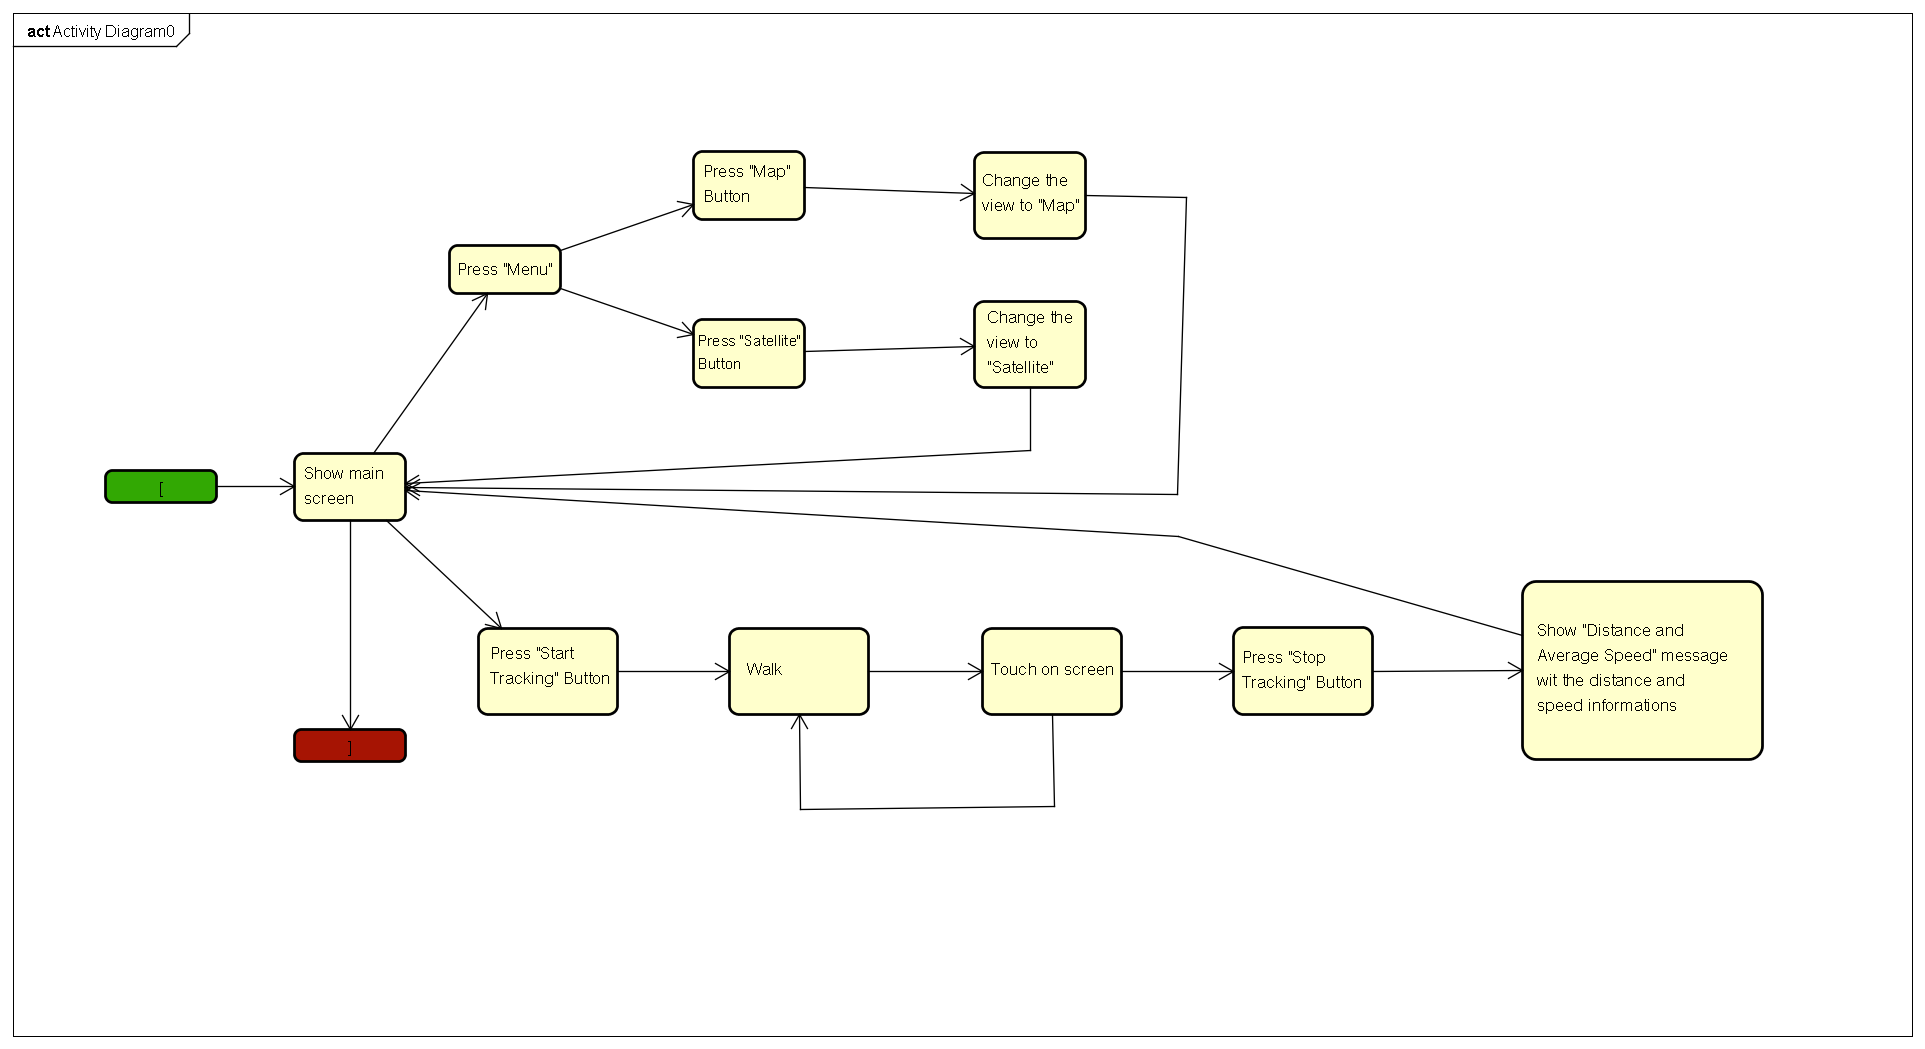 act Activity Diagram0
Press "Map"
Button
Change the
view to "Map"
Press "Menu"
Press "Satellite"
Button
Change the
view to
"Satellite"
[
Show main
screen
Press "Start
Tracking" Button
Walk
Touch on screen
Press "Stop
Tracking" Button
Show "Distance and
Average Speed" message
wit the distance and
speed informations
]